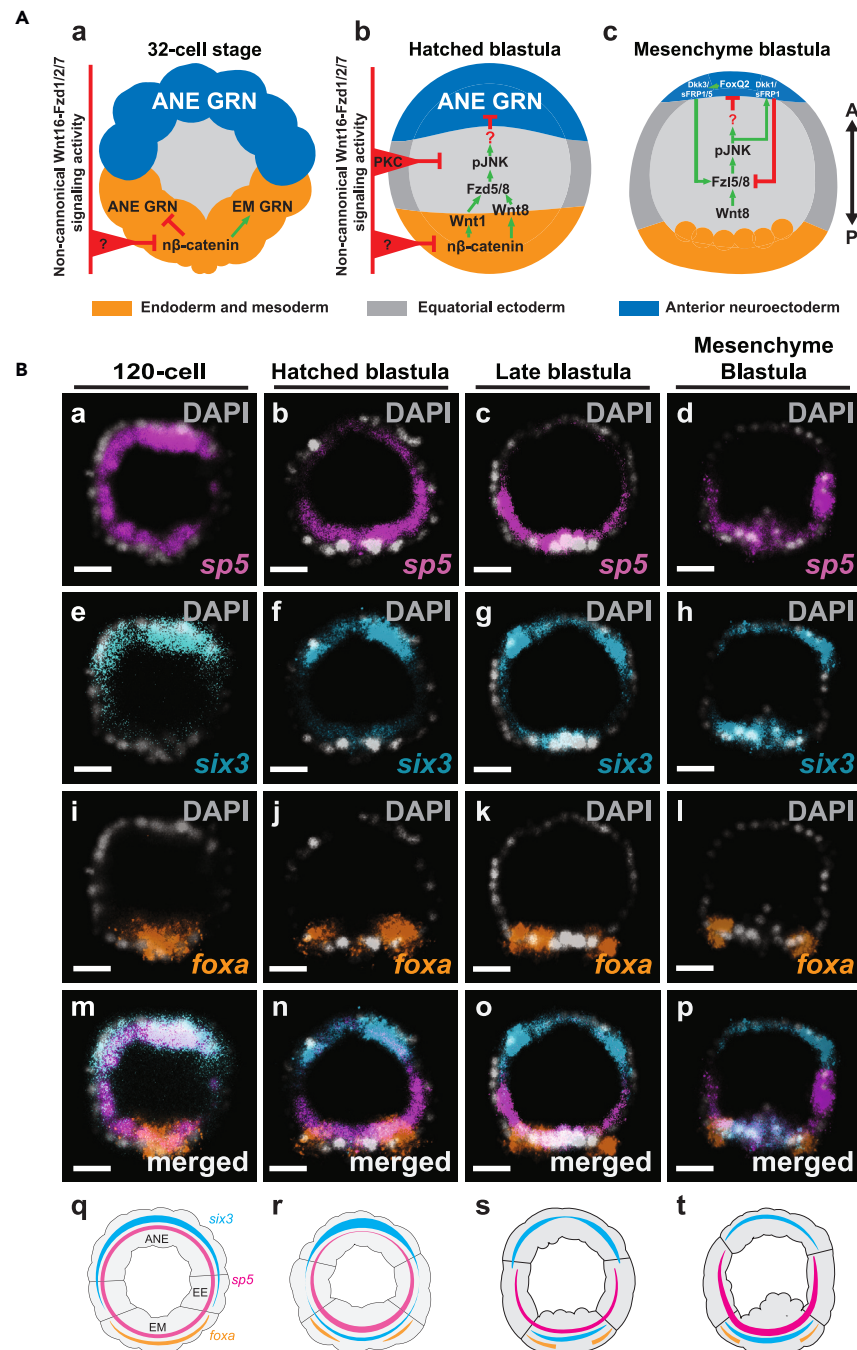 A
Non-cannonical Wnt16-Fzd1/2/7
signaling activity
a
32-cell stage
ANE GRN
ANE GRN
EM GRN
?
nβ-catenin
Non-cannonical Wnt16-Fzd1/2/7
signaling activity
b
Hatched blastula
ANE GRN
?
PKC
pJNK
Fzd5/8
Wnt1
Wnt8
?
nβ-catenin
c
Mesenchyme blastula
Dkk3/
sFRP1/5
FoxQ2
Dkk1/
sFRP1
?
pJNK
Fzl5/8
Wnt8
A
P
Endoderm and mesoderm
Equatorial ectoderm
Anterior neuroectoderm
B
120-cell
Hatched blastula
Late blastula
Mesenchyme
Blastula
a
DAPI
sp5
b
DAPI
sp5
c
DAPI
sp5
d
DAPI
sp5
e
DAPI
six3
f
DAPI
six3
g
DAPI
six3
h
DAPI
six3
i
DAPI
foxa
j
DAPI
foxa
k
DAPI
foxa
l
DAPI
foxa
m
merged
n
merged
o
merged
p
merged
q
six3
ANE
sp5
EE
EM
foxa
r
s
t